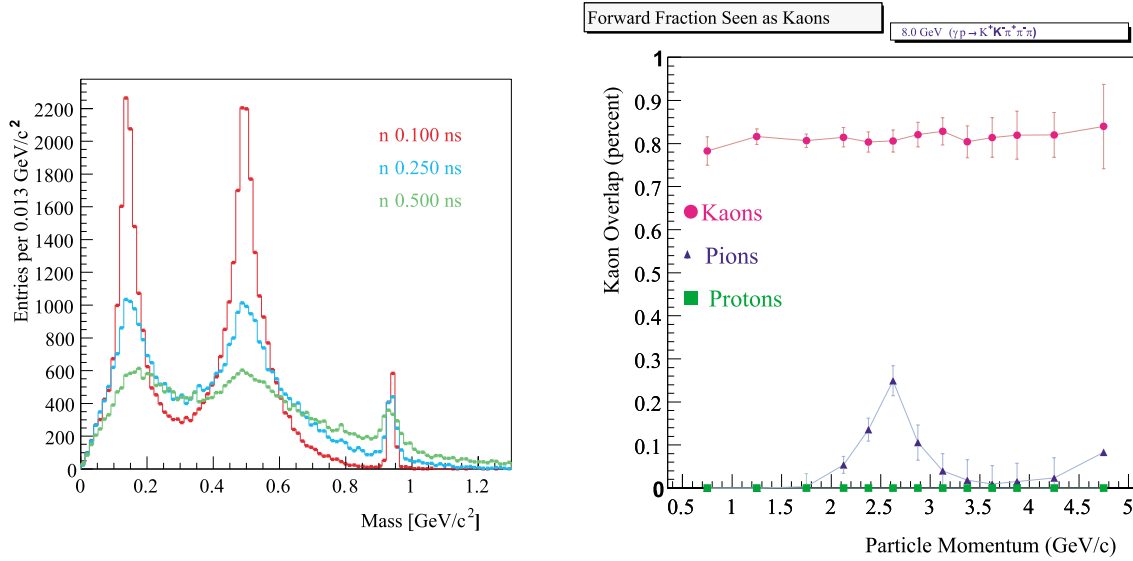 Entries per 0.013 GeV/c²
2200
2000
1800
1600
1400
1200
1000
800
600
400
200
0
n 0.100 ns
n 0.250 ns
n 0.500 ns
0 0.2 0.4 0.6 0.8 1 1.2
Mass [GeV/c²]
Forward Fraction Seen as Kaons
8.0 GeV (γp→K⁺K⁻π⁺π⁻π)
Kaon Overlap (percent)
1
0.9
0.8
0.7
0.6
0.5
0.4
0.3
0.2
0.1
0
Kaons
Pions
Protons
0.5 1 1.5 2 2.5 3 3.5 4 4.5 5
Particle Momentum (GeV/c)